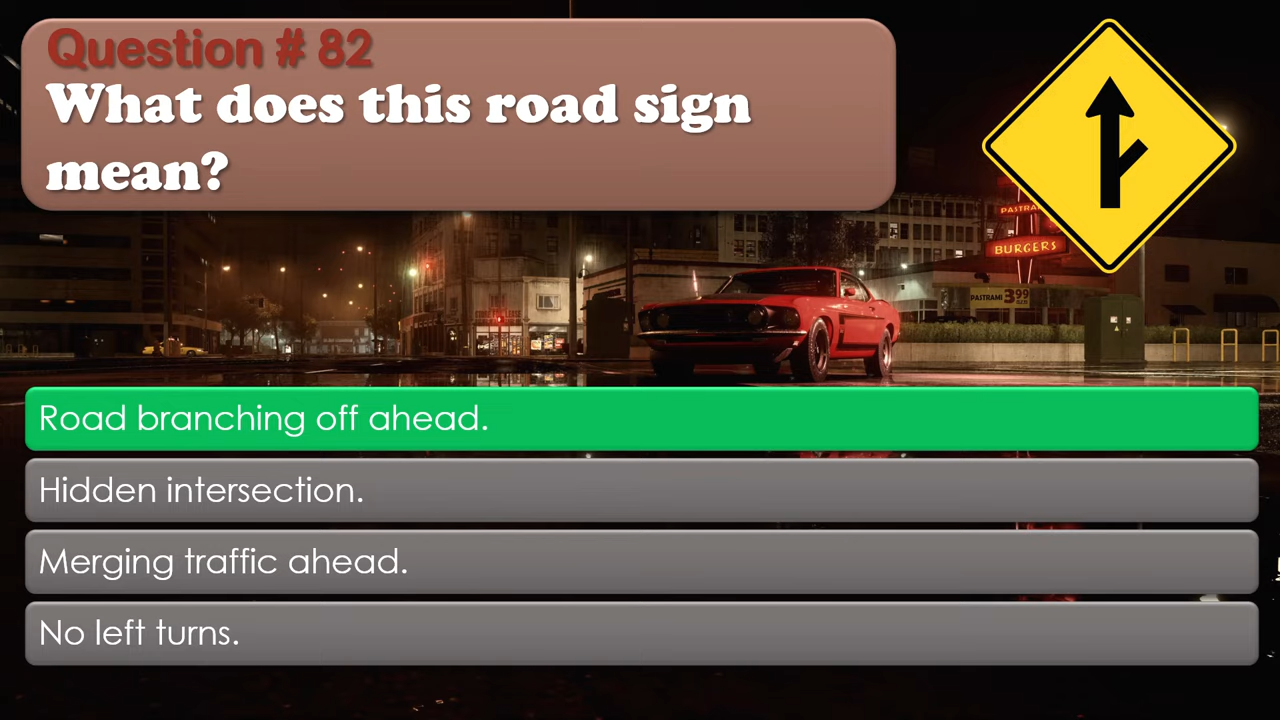 Question # 82
What does this road sign
mean?
PASTRAMI
BURGERS
PASTRAMI 3.99
Road branching off ahead.
Hidden intersection.
Merging traffic ahead.
No left turns.